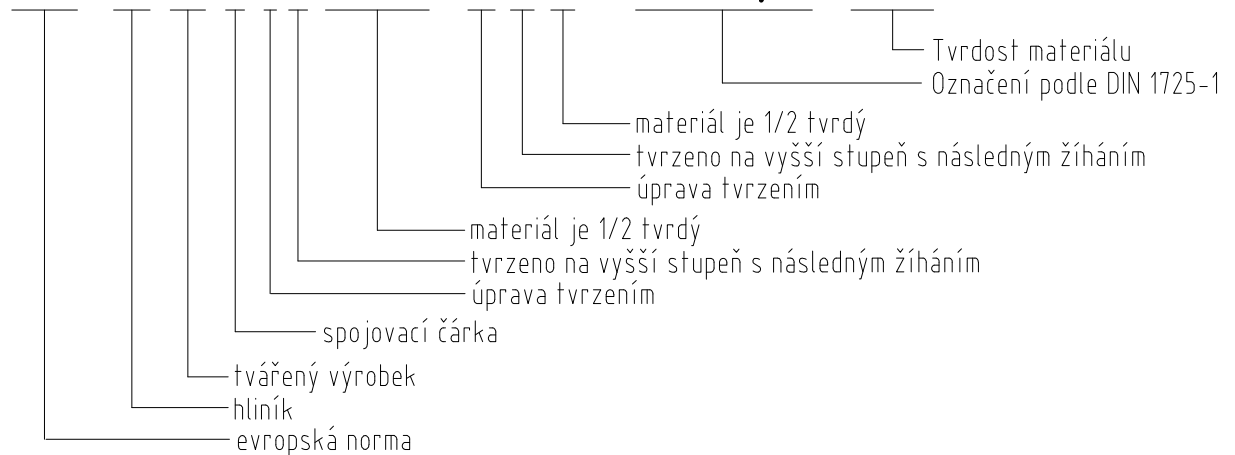 Tvrdost materiálu
Označení podle DIN 1725-1
materiál je 1/2 tvrdý
tvrzeno na vyšší stupeň s následným žíháním
úprava tvrzením
materiál je 1/2 tvrdý
tvrzeno na vyšší stupeň s následným žíháním
úprava tvrzením
spojovací čárka
tvářený výrobek
hliník
evropská norma